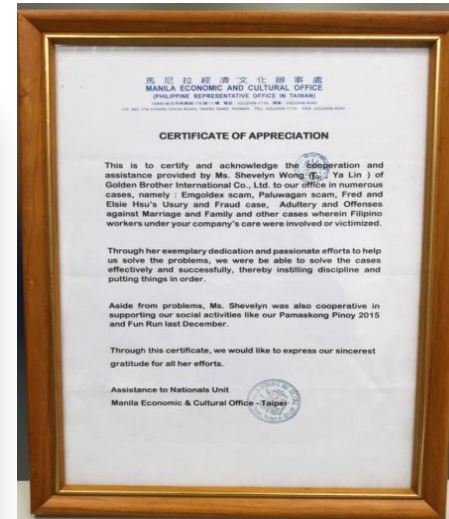 馬尼拉經濟文化辦事處
MANILA ECONOMIC AND CULTURAL OFFICE
(PHILIPPINE REPRESENTATIVE OFFICE IN TAIWAN)
CERTIFICATE OF APPRECIATION
This is to certify and acknowledge the cooperation and
assistance provided by Ms. Shevelyn Wong ( Ya Lin ) of
Golden Brother International Co., Ltd. to our office in numerous
cases, namely : Emgoldex scam, Paluwagan scam, Fred and
Elsie Hsu's Usury and Fraud case, Adultery and Offenses
against Marriage and Family and other cases wherein Filipino
workers under your company's care were involved or victimized.
Through her exemplary dedication and passionate efforts to help
us solve the problems, we were be able to solve the cases
effectively and successfully, thereby instilling discipline and
putting things in order.
Aside from problems, Ms. Shevelyn was also cooperative in
supporting our social activities like our Pamaskong Pinoy 2015
and Fun Run last December.
Through this certificate, we would like to express our sincerest
gratitude for all her efforts.
Assistance to Nationals Unit
Manila Economic & Cultural Office - Taipei